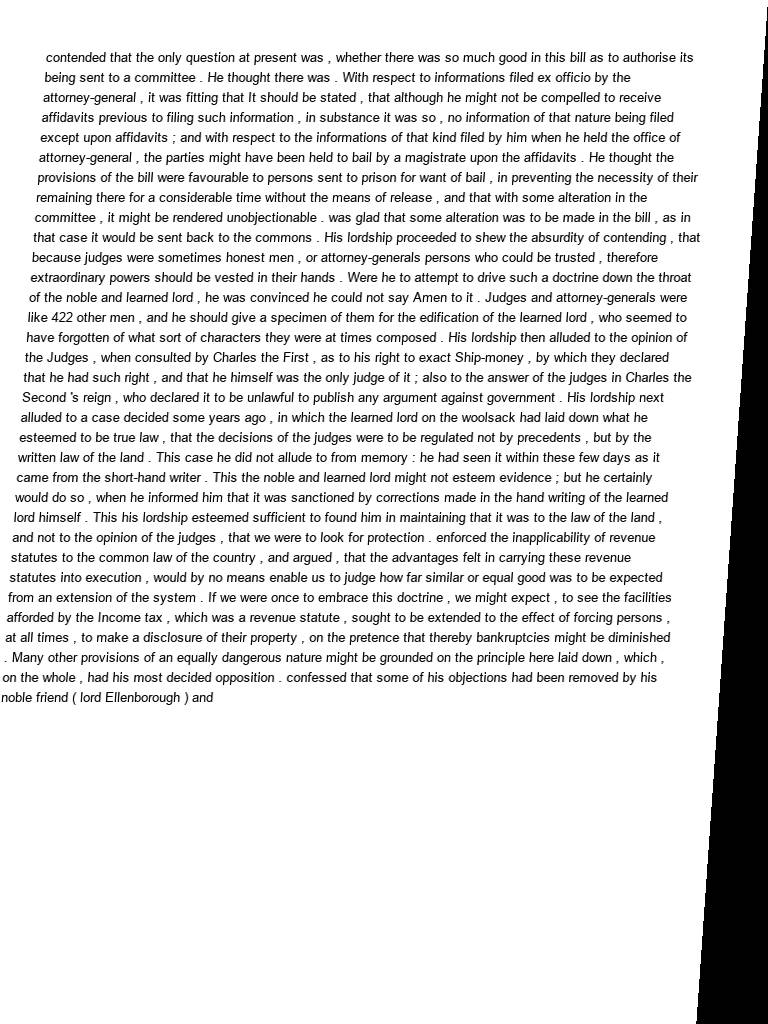 contended that the only question at present was , whether there was so much good in this bill as to authorise its
being sent to a committee . He thought there was . With respect to informations filed ex officio by the
attorney-general , it was fitting that It should be stated , that although he might not be compelled to receive
affidavits previous to filing such information , in substance it was so , no information of that nature being filed
except upon affidavits ; and with respect to the informations of that kind filed by him when he held the office of
attorney-general , the parties might have been held to bail by a magistrate upon the affidavits . He thought the
provisions of the bill were favourable to persons sent to prison for want of bail , in preventing the necessity of their
remaining there for a considerable time without the means of release , and that with some alteration in the
committee , it might be rendered unobjectionable . was glad that some alteration was to be made in the bill , as in
that case it would be sent back to the commons . His lordship proceeded to shew the absurdity of contending , that
because judges were sometimes honest men , or attorney-generals persons who could be trusted , therefore
extraordinary powers should be vested in their hands . Were he to attempt to drive such a doctrine down the throat
of the noble and learned lord , he was convinced he could not say Amen to it . Judges and attorney-generals were
like 422 other men , and he should give a specimen of them for the edification of the learned lord , who seemed to
have forgotten of what sort of characters they were at times composed . His lordship then alluded to the opinion of
the Judges , when consulted by Charles the First , as to his right to exact Ship-money , by which they declared
that he had such right , and that he himself was the only judge of it ; also to the answer of the judges in Charles the
Second 's reign , who declared it to be unlawful to publish any argument against government . His lordship next
alluded to a case decided some years ago , in which the learned lord on the woolsack had laid down what he
esteemed to be true law , that the decisions of the judges were to be regulated not by precedents , but by the
written law of the land . This case he did not allude to from memory : he had seen it within these few days as it
came from the short-hand writer . This the noble and learned lord might not esteem evidence ; but he certainly
would do so , when he informed him that it was sanctioned by corrections made in the hand writing of the learned
lord himself . This his lordship esteemed sufficient to found him in maintaining that it was to the law of the land ,
and not to the opinion of the judges , that we were to look for protection . enforced the inapplicability of revenue
statutes to the common law of the country , and argued , that the advantages felt in carrying these revenue
statutes into execution , would by no means enable us to judge how far similar or equal good was to be expected
from an extension of the system . If we were once to embrace this doctrine , we might expect , to see the facilities
afforded by the Income tax , which was a revenue statute , sought to be extended to the effect of forcing persons ,
at all times , to make a disclosure of their property , on the pretence that thereby bankruptcies might be diminished
. Many other provisions of an equally dangerous nature might be grounded on the principle here laid down , which ,
on the whole , had his most decided opposition . confessed that some of his objections had been removed by his
noble friend ( lord Ellenborough ) and